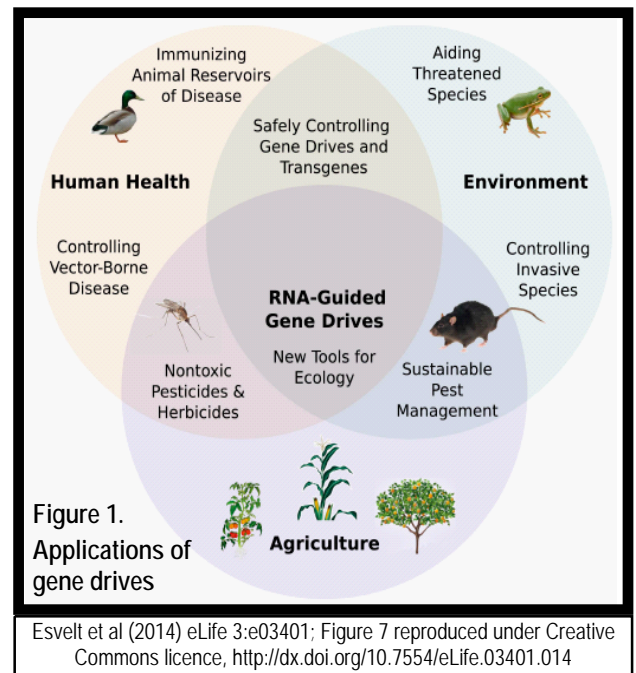 Immunizing
Animal Reservoirs
of Disease
Aiding
Threatened
Species
Safely Controlling
Gene Drives and
Transgenes
Human Health
Environment
Controlling
Vector-Borne
Disease
Controlling
Invasive
Species
RNA-Guided
Gene Drives
New Tools for
Ecology
Nontoxic
Pesticides &
Herbicides
Sustainable
Pest
Management
Agriculture
Figure 1.
Applications of
gene drives
Esvelt et al (2014) eLife 3:e03401; Figure 7 reproduced under Creative
Commons licence, http://dx.doi.org/10.7554/eLife.03401.014